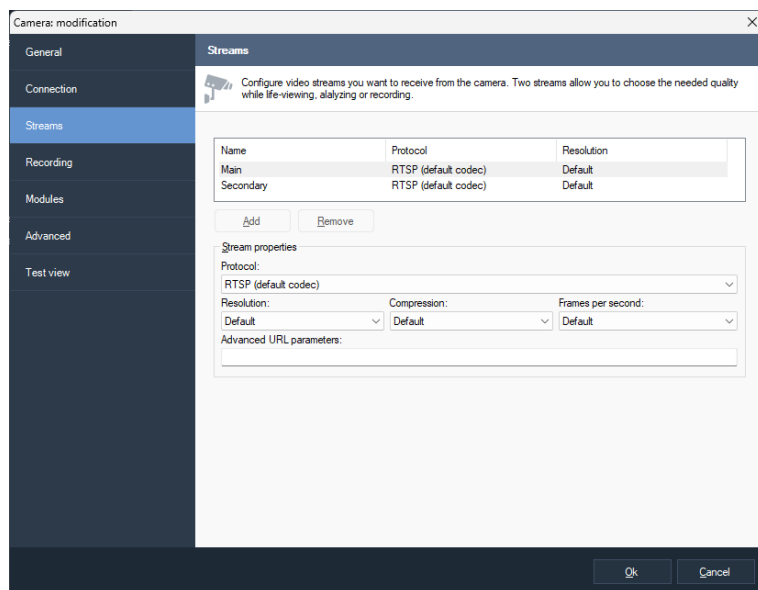 Camera: modification
General
Connection
Streams
Recording
Modules
Advanced
Test view
Streams
Configure video streams you want to receive from the camera. Two streams allow you to choose the needed quality
while life-viewing, alalyzing or recording.
Name Protocol Resolution
Main RTSP (default codec) Default
Secondary RTSP (default codec) Default
Add Remove
Stream properties
Protocol:
RTSP (default codec)
Resolution: Compression: Frames per second:
Default Default Default
Advanced URL parameters:
Ok Cancel